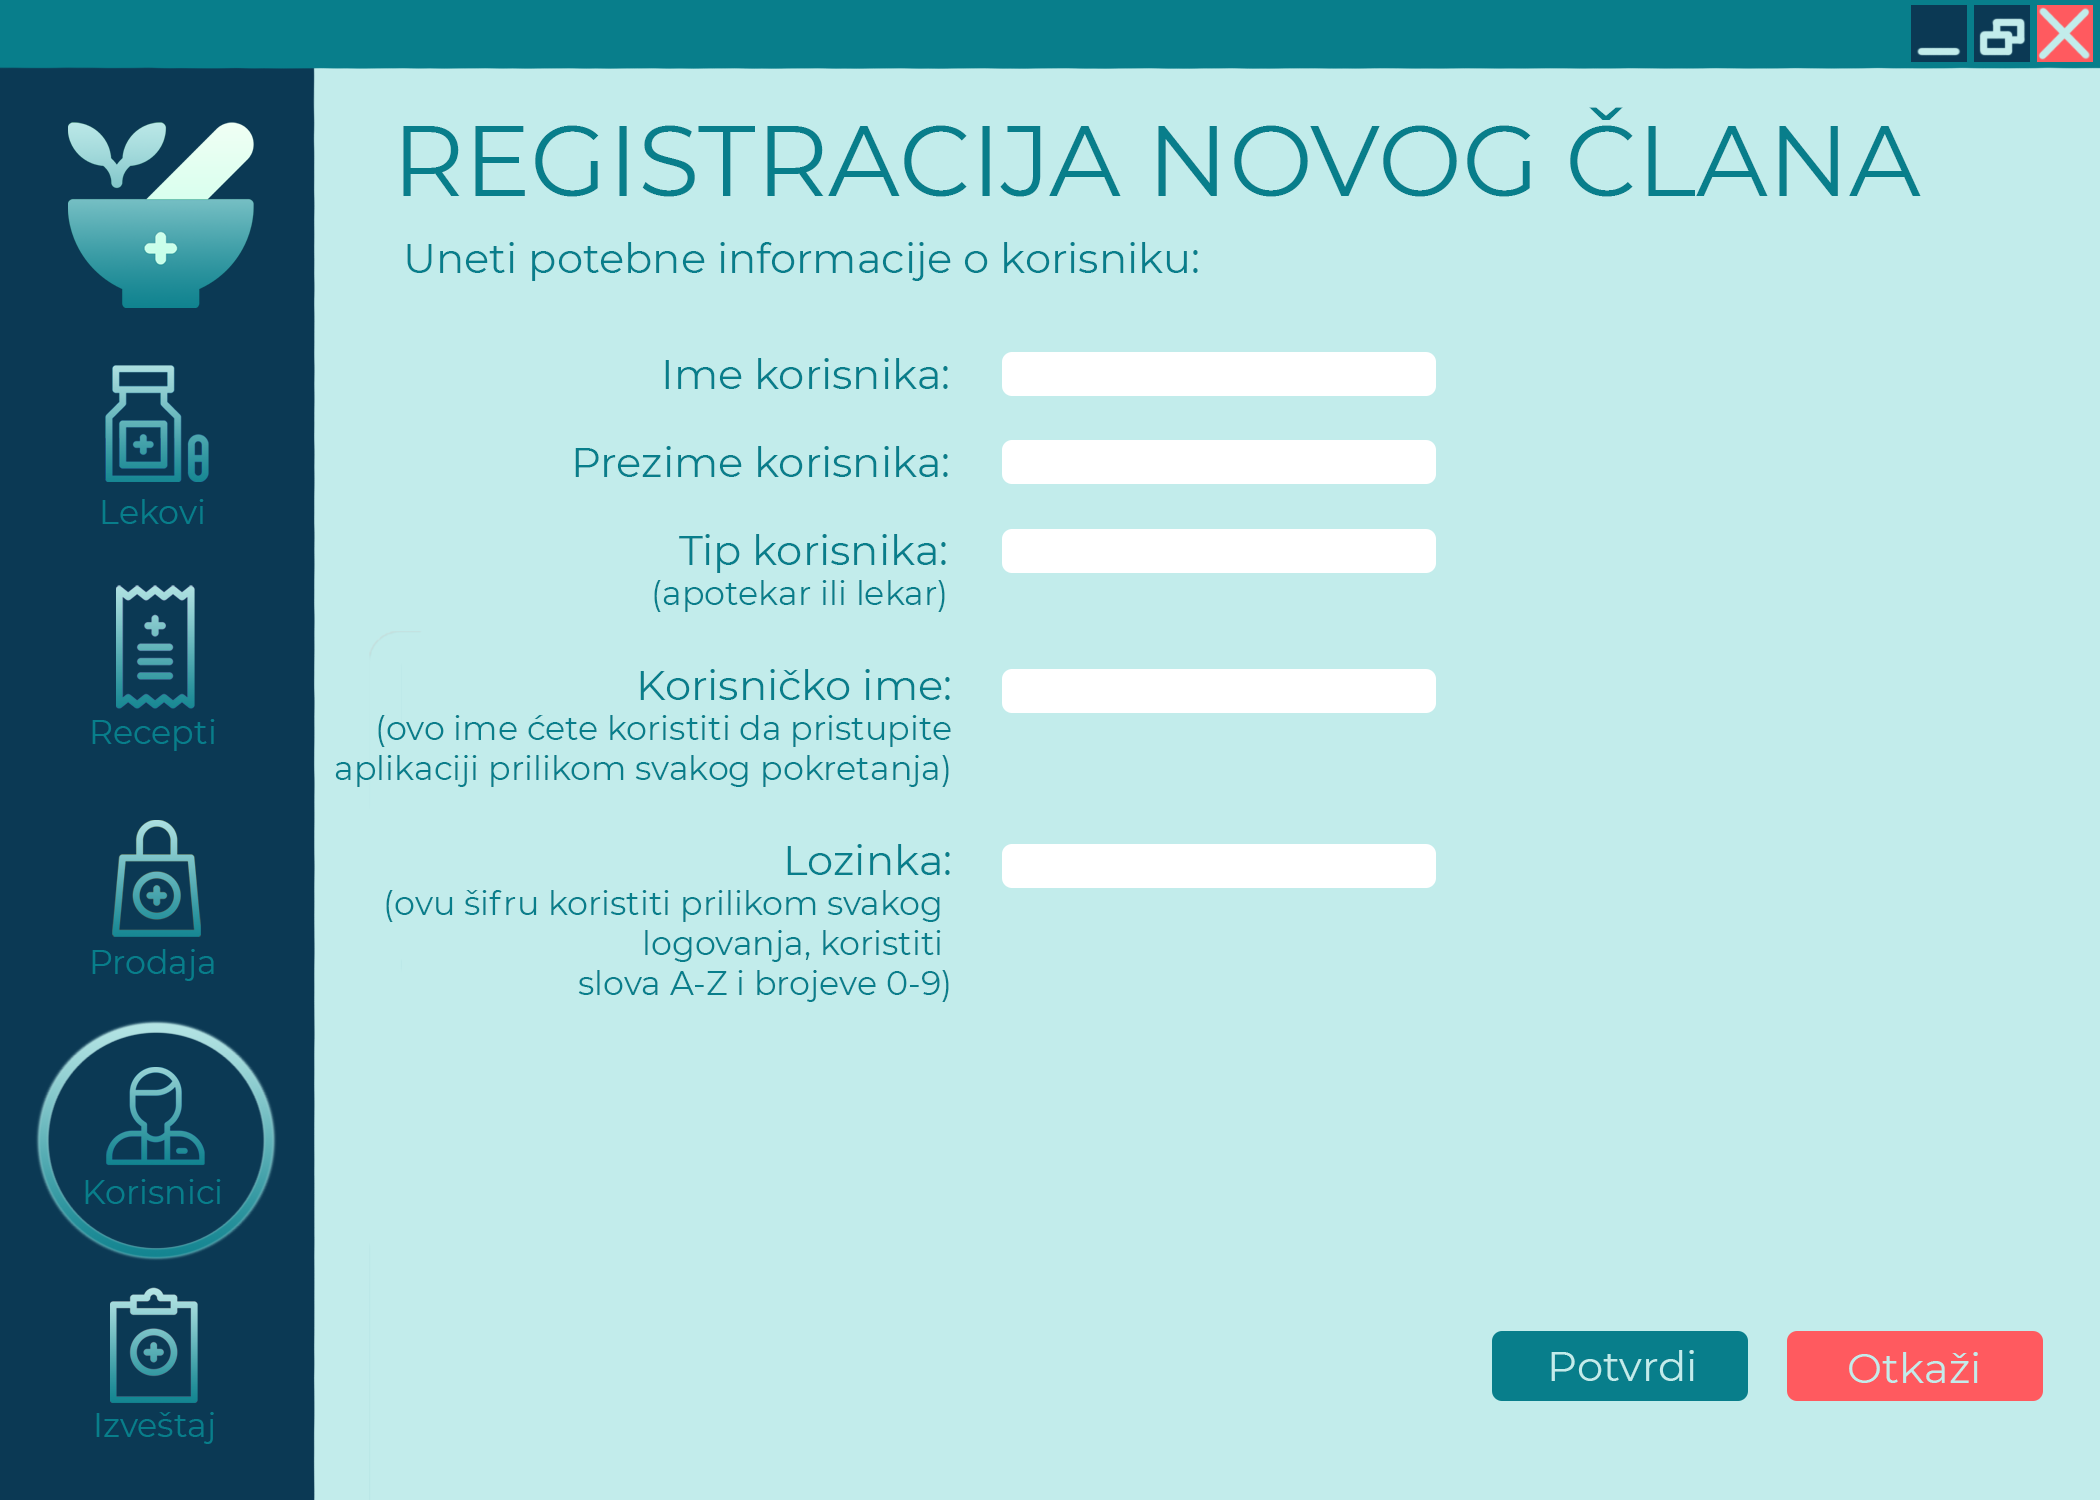 REGISTRACIJA NOVOG ČLANA
Uneti potebne informacije o korisniku:
Ime korisnika:
Prezime korisnika:
Tip korisnika:
(apotekar ili lekar)
Korisničko ime:
(ovo ime ćete koristiti da pristupite
aplikaciji prilikom svakog pokretanja)
Lozinka:
(ovu šifru koristiti prilikom svakog
logovanja, koristiti
slova A-Z i brojeve 0-9)
Lekovi
Recepti
Prodaja
Korisnici
Izveštaj
Potvrdi
Otkaži